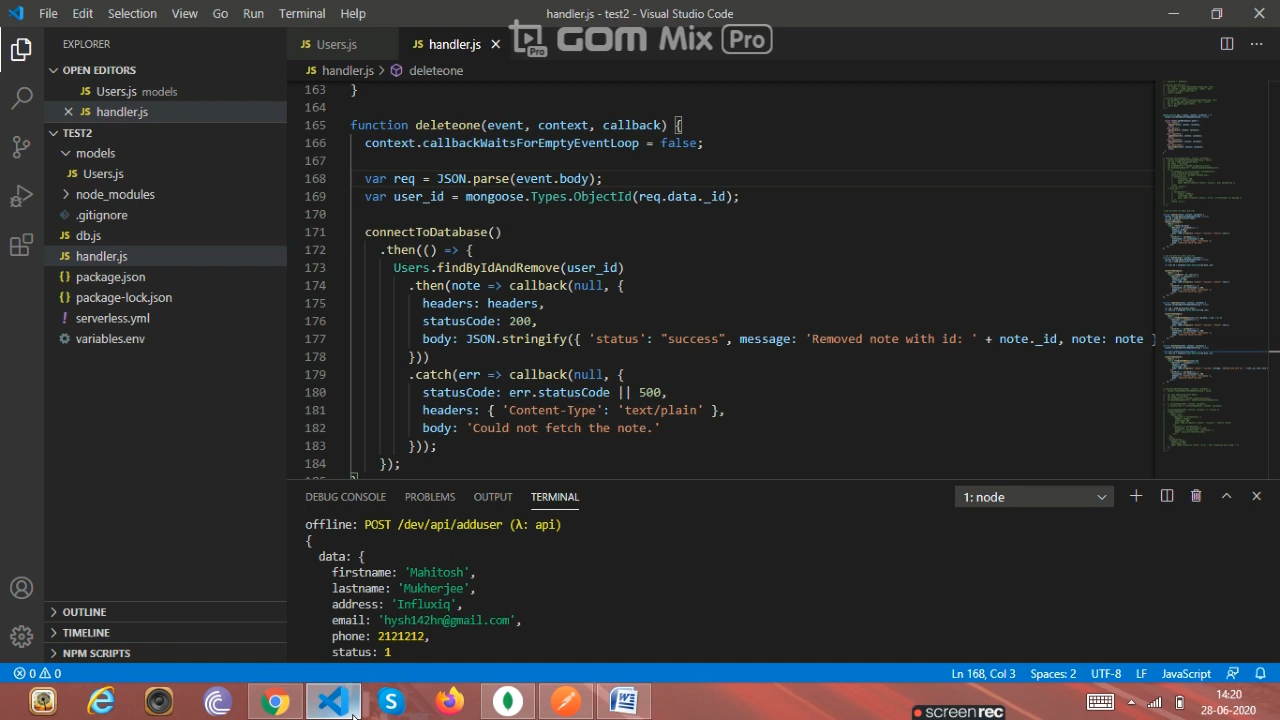 File Edit Selection View Go Run Terminal Help handler.js - test2 - Visual Studio Code
GOM Mix Pro
Pro
EXPLORER
OPEN EDITORS
Users.js models
handler.js
TEST2
models
Users.js
node_modules
.gitignore
db.js
handler.js
package.json
package-lock.json
serverless.yml
variables.env
OUTLINE
TIMELINE
NPM SCRIPTS
JS Users.js JS handler.js
JS handler.js > deleteone
163 }
164
165 function deleteone(event, context, callback) {
166 context.callbackWaitsForEmptyEventLoop = false;
167
168 var req = JSON.parse(event.body);
169 var user_id = mongoose.Types.ObjectId(req.data._id);
170
171 connectToDatabase()
172 .then(() => {
173 Users.findByIdAndRemove(user_id)
174 .then(note => callback(null, {
175 headers: headers,
176 statusCode: 200,
177 body: JSON.stringify({ 'status': "success", message: 'Removed note with id: ' + note._id, note: note }
178 }))
179 .catch(err => callback(null, {
180 statusCode: err.statusCode || 500,
181 headers: { 'Content-Type': 'text/plain' },
182 body: 'Could not fetch the note.'
183 }));
184 });
DEBUG CONSOLE PROBLEMS OUTPUT TERMINAL 1: node
offline: POST /dev/api/adduser (λ: api)
{
data: {
firstname: 'Mahitosh',
lastname: 'Mukherjee',
address: 'Influxiq',
email: 'hysh142hn@gmail.com',
phone: 2121212,
status: 1
0 0 Ln 168, Col 3 Spaces: 2 UTF-8 LF JavaScript
screenrec
14:20
28-06-2020